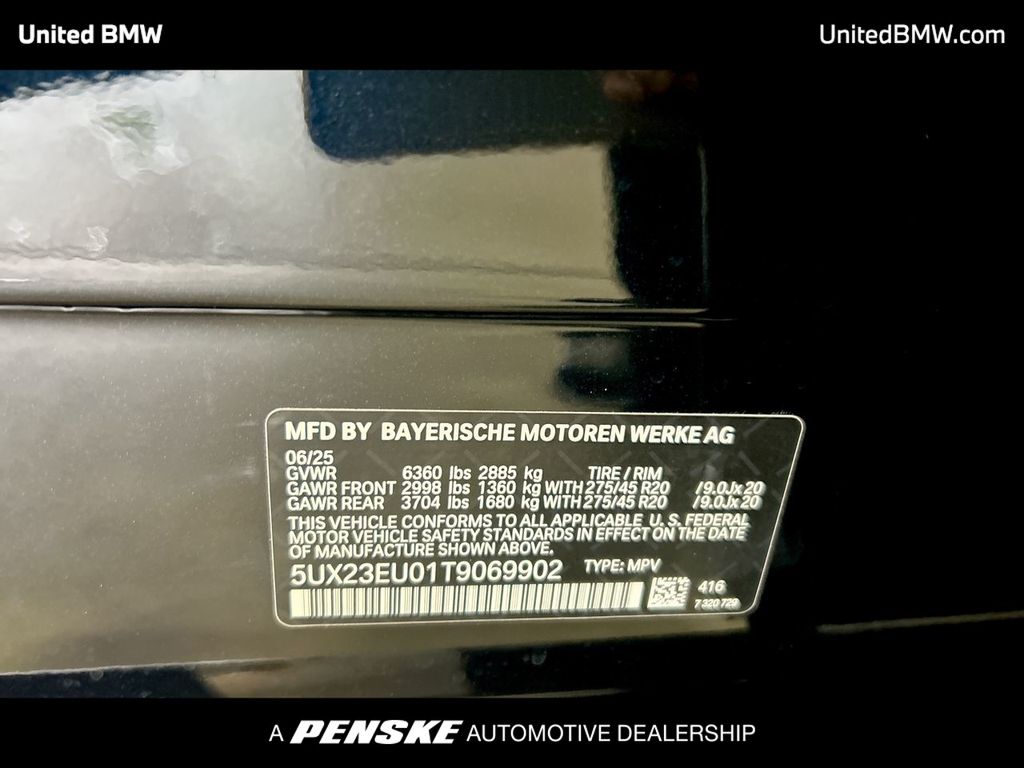 United BMW
UnitedBMW.com
MFD BY BAYERISCHE MOTOREN WERKE AG
06/25
GVWR 6360 lbs 2885 kg TIRE / RIM
GAWR FRONT 2998 lbs 1360 kg WITH 275/45 R20 /9.0Jx20
GAWR REAR 3704 lbs 1680 kg WITH 275/45 R20 /9.0Jx20
THIS VEHICLE CONFORMS TO ALL APPLICABLE U. S. FEDERAL
MOTOR VEHICLE SAFETY STANDARDS IN EFFECT ON THE DATE
OF MANUFACTURE SHOWN ABOVE.
5UX23EU01T9069902 TYPE: MPV
416
7 320 729
A PENSKE AUTOMOTIVE DEALERSHIP